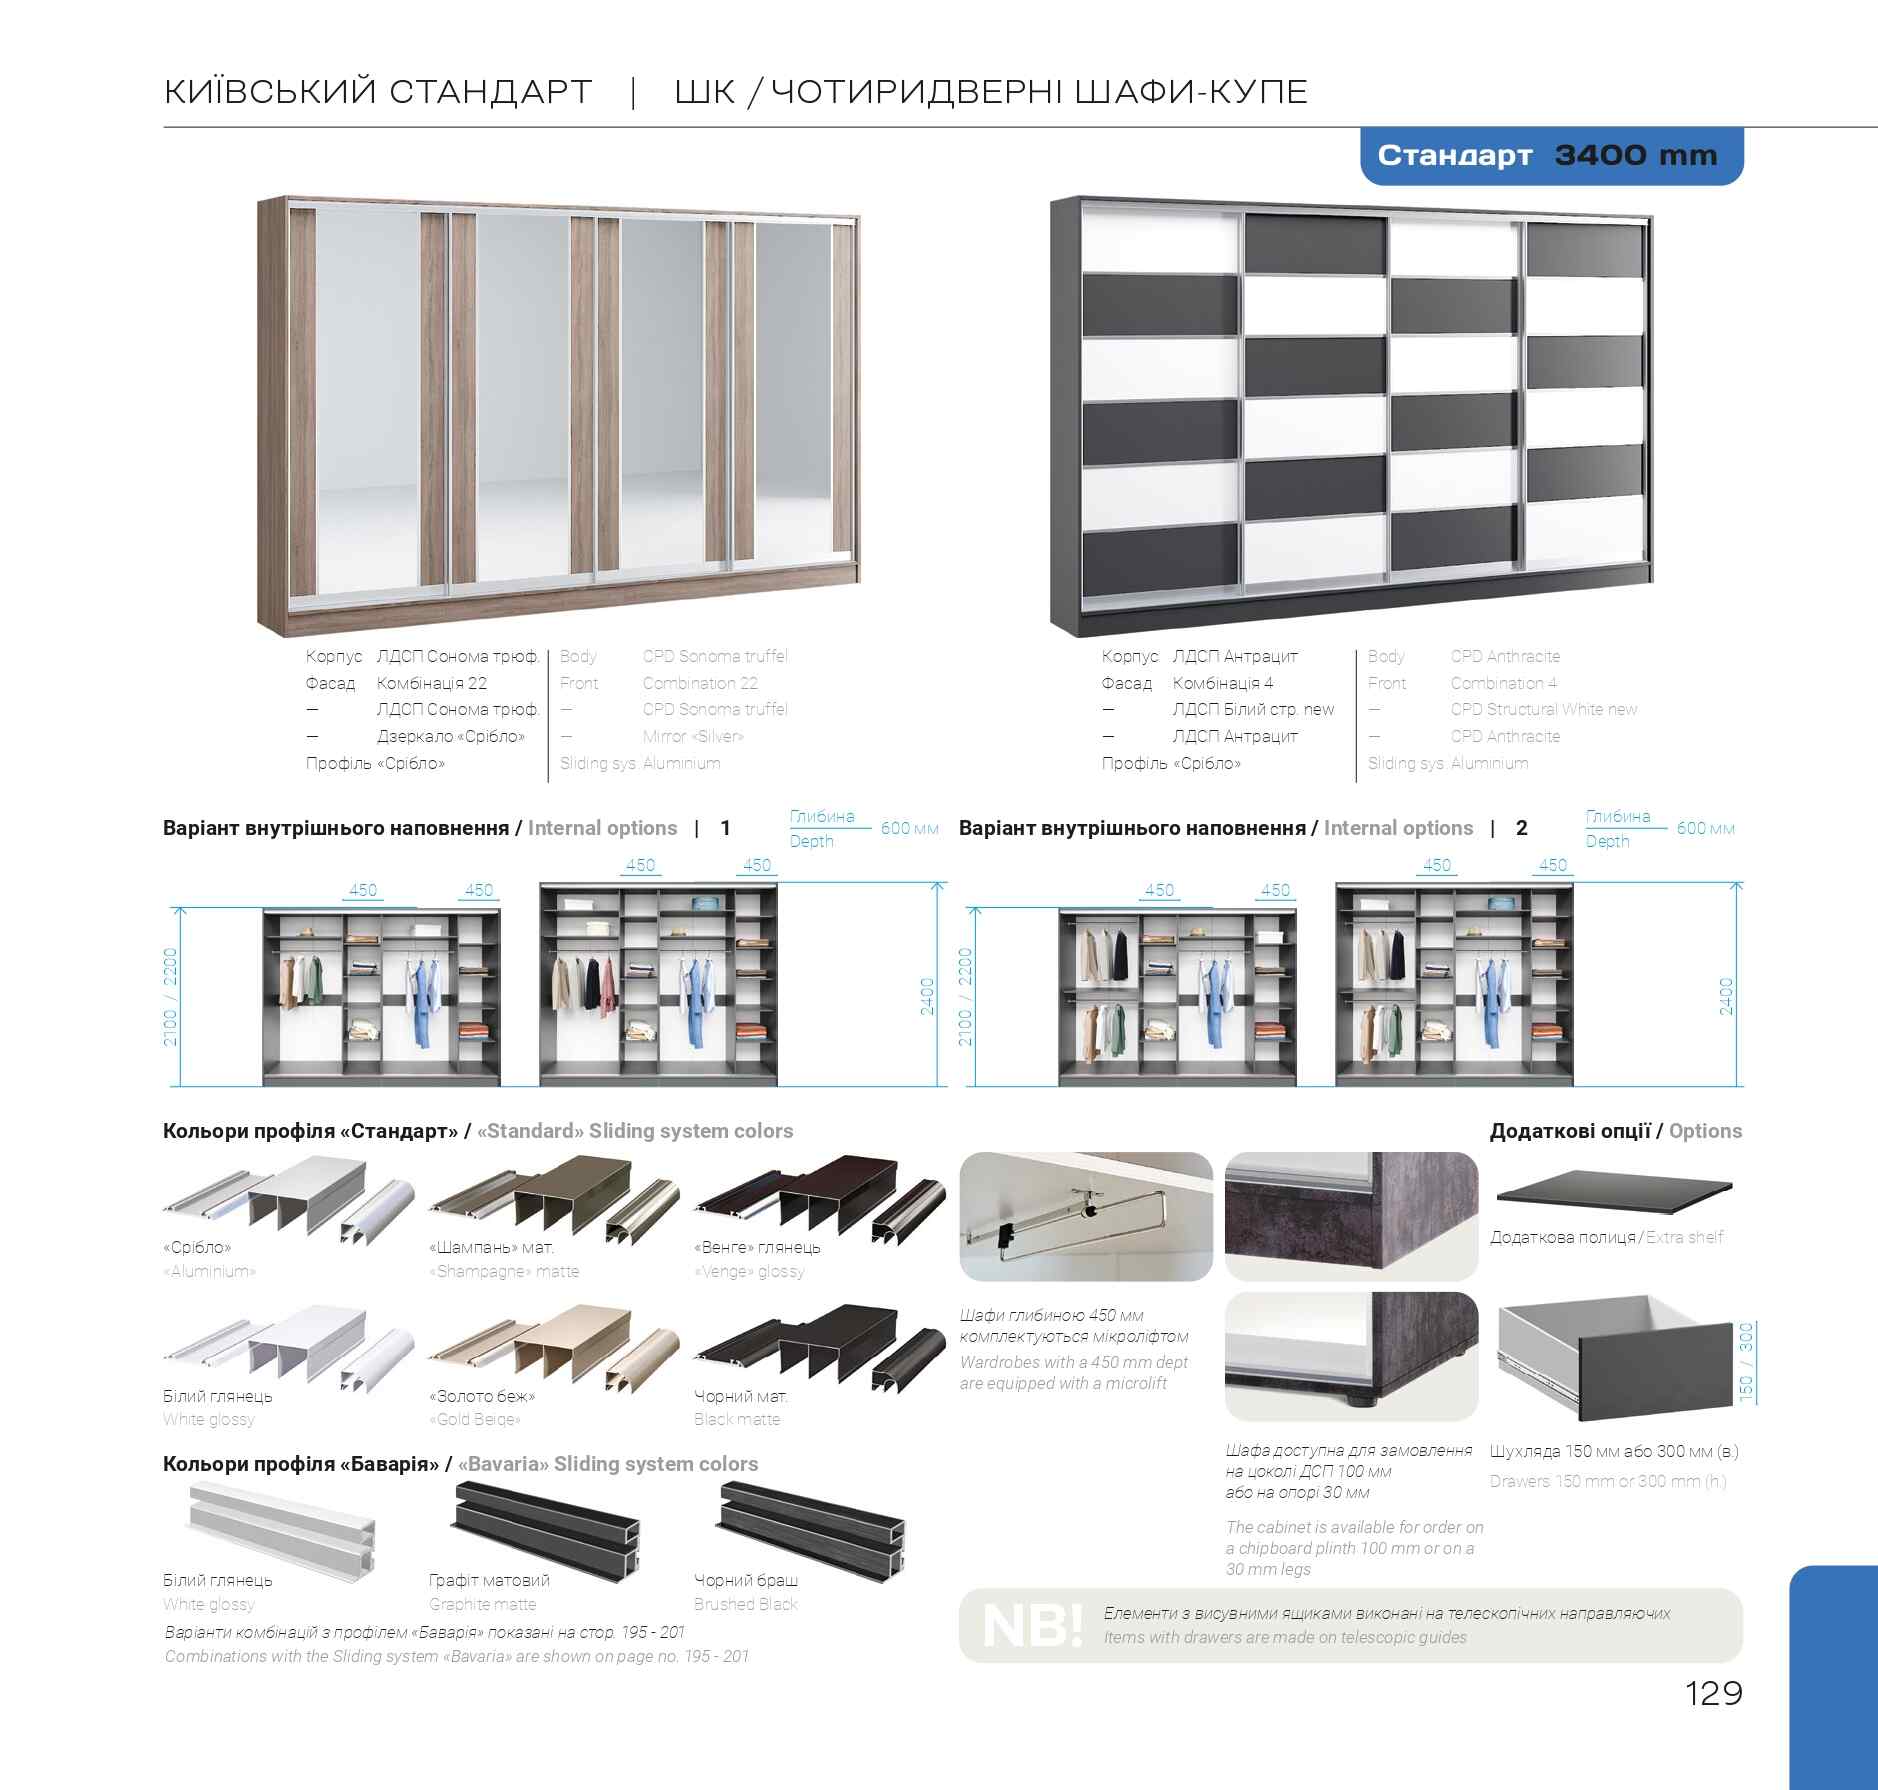 КИЇВСЬКИЙ СТАНДАРТ | ШК / ЧОТИРИДВЕРНІ ШАФИ-КУПЕ
Стандарт 3400 mm
Корпус ЛДСП Сонома трюф. Body CPD Sonoma truffel
Фасад Комбінація 22 Front Combination 22
— ЛДСП Сонома трюф. — CPD Sonoma truffel
— Дзеркало «Срібло» — Mirror «Silver»
Профіль «Срібло» Sliding sys. Aluminium
Корпус ЛДСП Антрацит Body CPD Anthracite
Фасад Комбінація 4 Front Combination 4
— ЛДСП Білий стр. new — CPD Structural White new
— ЛДСП Антрацит — CPD Anthracite
Профіль «Срібло» Sliding sys. Aluminium
Варіант внутрішнього наповнення / Internal options | 1
Глибина
Depth
600 мм
450 450
450 450
2100 / 2200
2400
Варіант внутрішнього наповнення / Internal options | 2
Глибина
Depth
600 мм
450 450
450 450
2100 / 2200
2400
Кольори профіля «Стандарт» / «Standard» Sliding system colors
«Срібло»
«Aluminium»
«Шампань» мат.
«Shampagne» matte
«Венге» глянець
«Venge» glossy
Білий глянець
White glossy
«Золото беж»
«Gold Beige»
Чорний мат.
Black matte
Кольори профіля «Баварія» / «Bavaria» Sliding system colors
Білий глянець
White glossy
Графіт матовий
Graphite matte
Чорний браш
Brushed Black
Варіанти комбінацій з профілем «Баварія» показані на стор. 195 - 201
Combinations with the Sliding system «Bavaria» are shown on page no. 195 - 201
Шафи глибиною 450 мм
комплектуються мікроліфтом
Wardrobes with a 450 mm dept
are equipped with a microlift
Шафа доступна для замовлення
на цоколі ДСП 100 мм
або на опорі 30 мм
The cabinet is available for order on
a chipboard plinth 100 mm or on a
30 mm legs
Додаткові опції / Options
Додаткова полиця / Extra shelf
150 / 300
Шухляда 150 мм або 300 мм (в.)
Drawers 150 mm or 300 mm (h.)
NB!
Елементи з висувними ящиками виконані на телескопічних направляючих
Items with drawers are made on telescopic guides
129